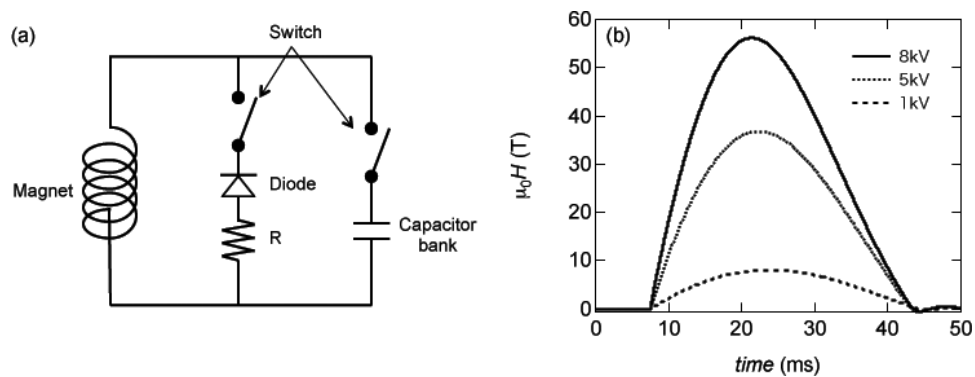 (a)
Switch
Magnet
Diode
R
Capacitor
bank
(b)
60
50
40
30
20
10
0
μ₀H (T)
8kV
5kV
1kV
0
10
20
30
40
50
time (ms)